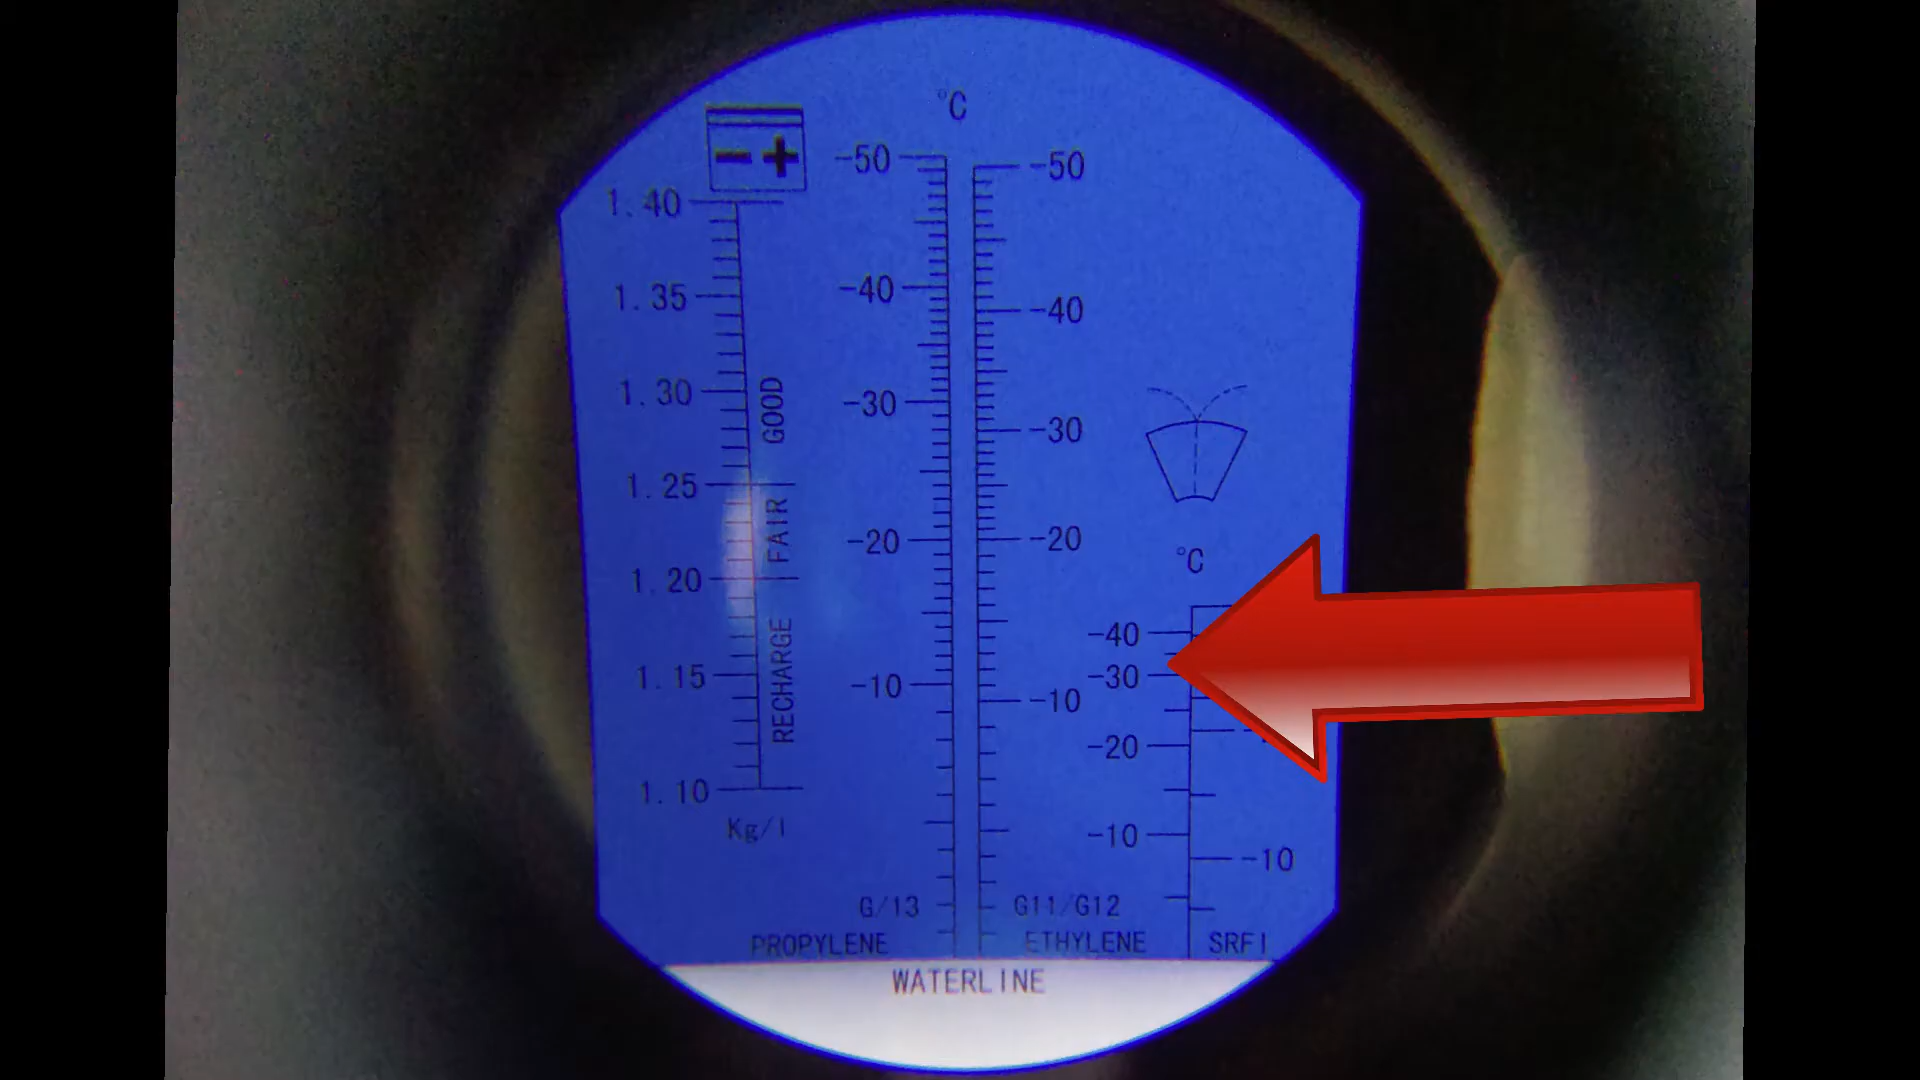 °C
- +
-50 -50
1.40
-40 -40
1.35
1.30
GOOD
-30 -30
1.25
FAIR
-20 -20
1.20
°C
-40
RECHARGE
1.15
-30
-10 -10
-20
1.10
Kg/l
-10
-10
G/13 G11/G12
PROPYLENE ETHYLENE SRFI
WATERLINE